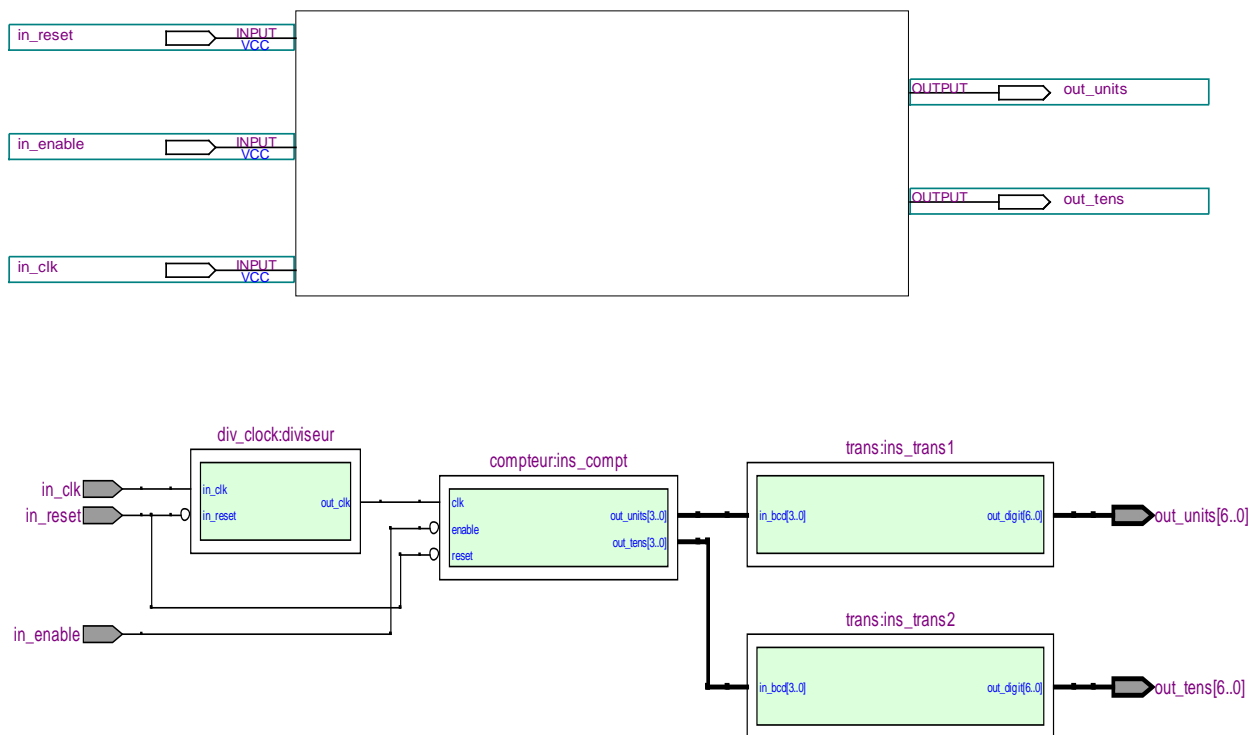 in_reset
INPUT
VCC
OUTPUT
out_units
in_enable
INPUT
VCC
OUTPUT
out_tens
in_clk
INPUT
VCC
div_clock:diviseur
compteur:ins_compt
trans:ins_trans1
in_clk
in_clk
out_clk
clk
in_reset
in_reset
out_units[3..0]
in_bcd[3..0]
out_digit[6..0]
out_units[6..0]
enable
out_tens[3..0]
reset
trans:ins_trans2
in_enable
in_bcd[3..0]
out_digit[6..0]
out_tens[6..0]